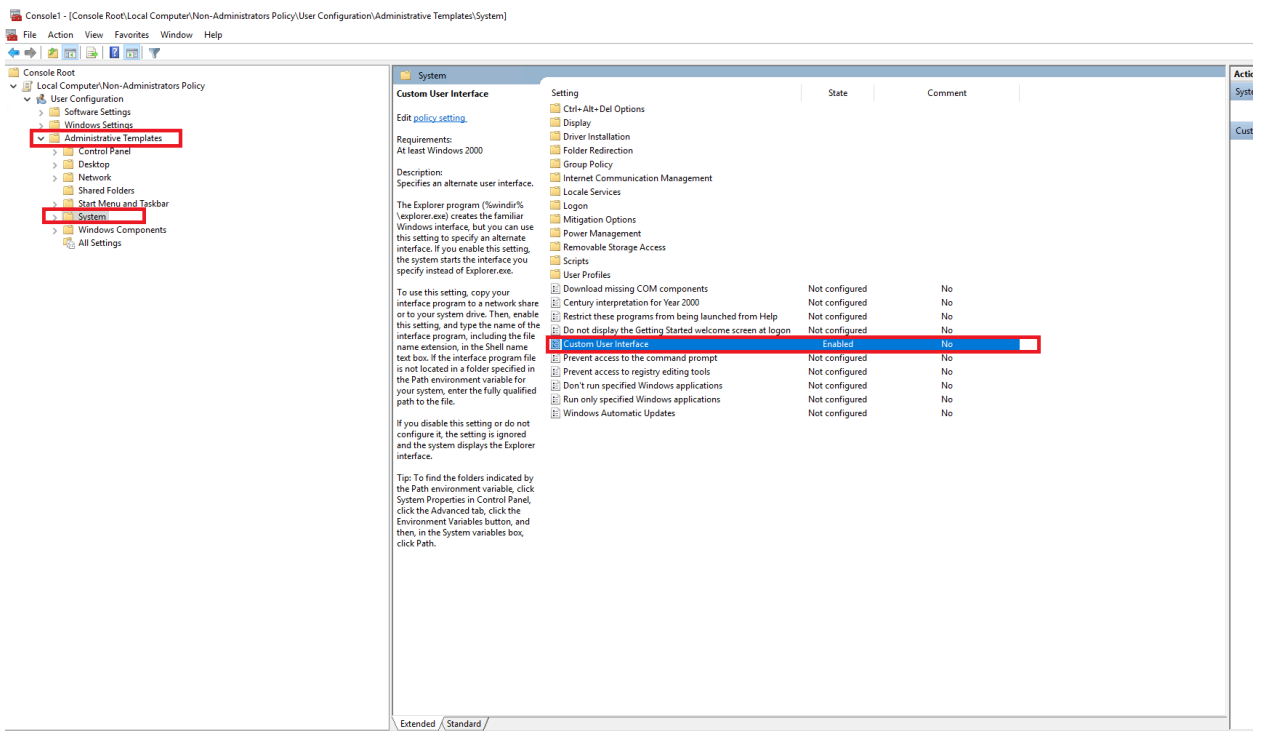 Console1 - [Console Root\Local Computer\Non-Administrators Policy\User Configuration\Administrative Templates\System]
File Action View Favorites Window Help
Console Root
Local Computer\Non-Administrators Policy
User Configuration
Software Settings
Windows Settings
Administrative Templates
Control Panel
Desktop
Network
Shared Folders
Start Menu and Taskbar
System
Windows Components
All Settings
System
Custom User Interface
Edit policy setting
Requirements:
At least Windows 2000
Description:
Specifies an alternate user interface.
The Explorer program (%windir%
\explorer.exe) creates the familiar
Windows interface, but you can use
this setting to specify an alternate
interface. If you enable this setting,
the system starts the interface you
specify instead of Explorer.exe.
To use this setting, copy your
interface program to a network share
or to your system drive. Then, enable
this setting, and type the name of the
interface program, including the file
name extension, in the Shell name
text box. If the interface program file
is not located in a folder specified in
the Path environment variable for
your system, enter the fully qualified
path to the file.
If you disable this setting or do not
configure it, the setting is ignored
and the system displays the Explorer
interface.
Tip: To find the folders indicated by
the Path environment variable, click
System Properties in Control Panel,
click the Advanced tab, click the
Environment Variables button, and
then, in the System variables box,
click Path.
Setting State Comment
Ctrl+Alt+Del Options
Display
Driver Installation
Folder Redirection
Group Policy
Internet Communication Management
Locale Services
Logon
Mitigation Options
Power Management
Removable Storage Access
Scripts
User Profiles
Download missing COM components Not configured No
Century interpretation for Year 2000 Not configured No
Restrict these programs from being launched from Help Not configured No
Do not display the Getting Started welcome screen at logon Not configured No
Custom User Interface Enabled No
Prevent access to the command prompt Not configured No
Prevent access to registry editing tools Not configured No
Don't run specified Windows applications Not configured No
Run only specified Windows applications Not configured No
Windows Automatic Updates Not configured No
Extended Standard
Actio
Syste
Cust